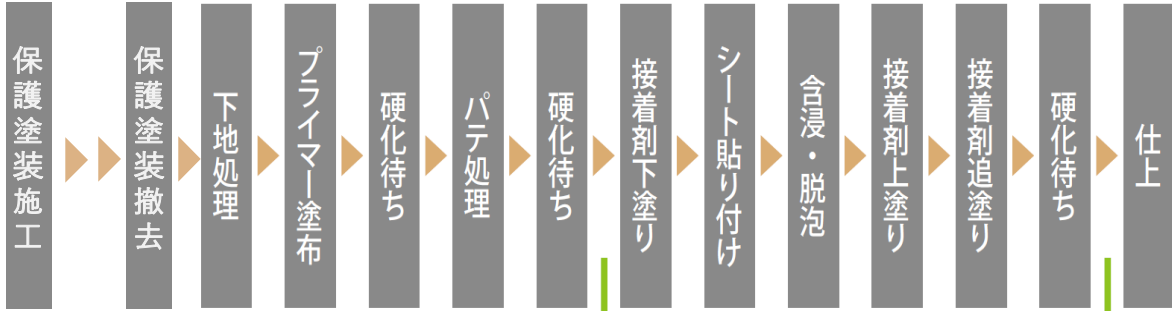 保護塗装施工
保護塗装撤去
下地処理
プライマー塗布
硬化待ち
パテ処理
硬化待ち
接着剤下塗り
シート貼り付け
含浸・脱泡
接着剤上塗り
接着剤追塗り
硬化待ち
仕上